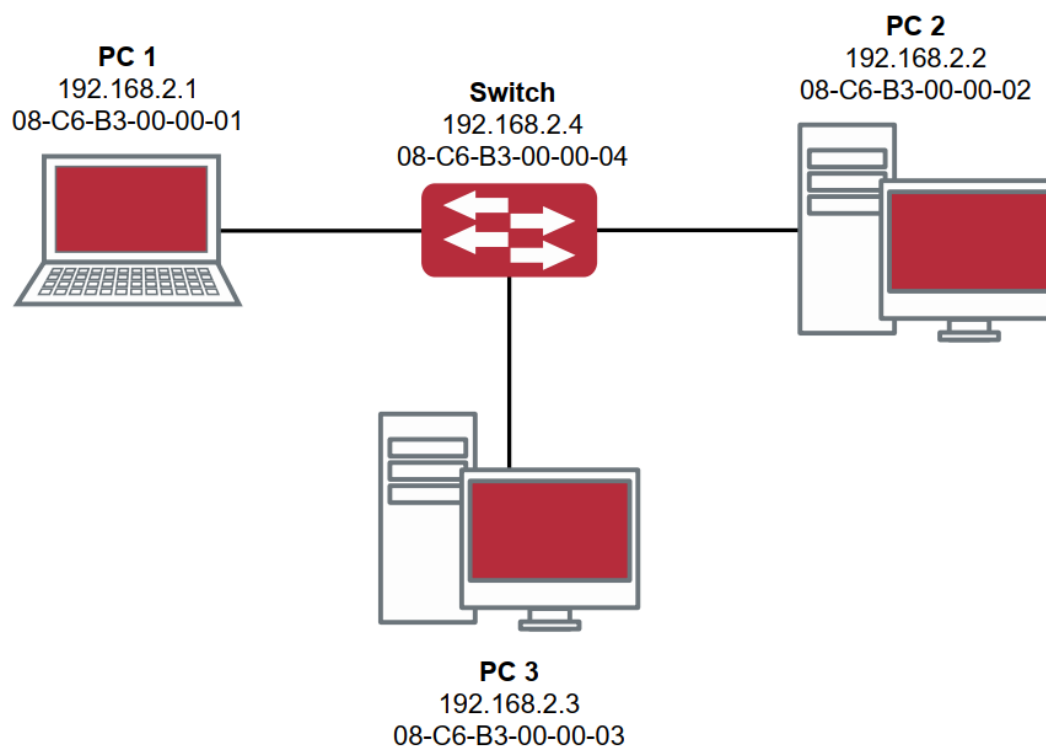 PC 1
192.168.2.1
08-C6-B3-00-00-01
Switch
192.168.2.4
08-C6-B3-00-00-04
PC 2
192.168.2.2
08-C6-B3-00-00-02
PC 3
192.168.2.3
08-C6-B3-00-00-03